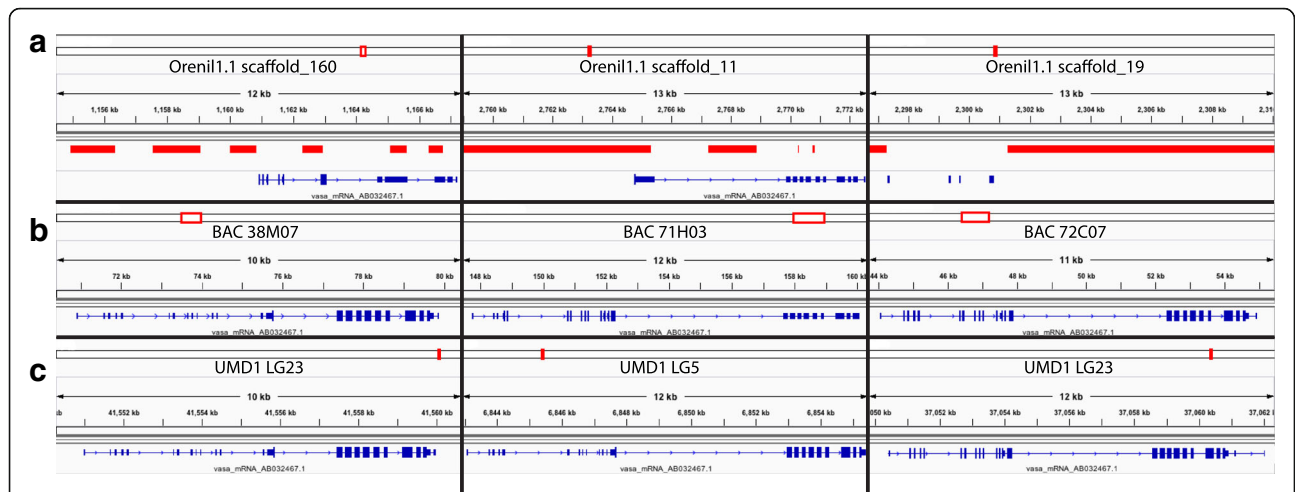 a
Orenil1.1 scaffold_160 Orenil1.1 scaffold_11 Orenil1.1 scaffold_19
12 kb 13 kb 13 kb
1,156 kb 1,158 kb 1,160 kb 1,162 kb 1,164 kb 1,166 kb 2,760 kb 2,762 kb 2,764 kb 2,766 kb 2,768 kb 2,770 kb 2,772 kb 2,298 kb 2,300 kb 2,302 kb 2,304 kb 2,306 kb 2,308 kb 2,31
vasa_mRNA_AB032467.1 vasa_mRNA_AB032467.1
b
BAC 38M07 BAC 71H03 BAC 72C07
10 kb 12 kb 11 kb
72 kb 74 kb 76 kb 78 kb 80 kb 148 kb 150 kb 152 kb 154 kb 156 kb 158 kb 160 kb 44 kb 46 kb 48 kb 50 kb 52 kb 54 kb
vasa_mRNA_AB032467.1 vasa_mRNA_AB032467.1 vasa_mRNA_AB032467.1
c
UMD1 LG23 UMD1 LG5 UMD1 LG23
10 kb 12 kb 12 kb
41,552 kb 41,554 kb 41,556 kb 41,558 kb 41,560 kb 6,844 kb 6,846 kb 6,848 kb 6,850 kb 6,852 kb 6,854 kb 050 kb 37,052 kb 37,054 kb 37,056 kb 37,058 kb 37,060 kb 37,062
vasa_mRNA_AB032467.1 vasa_mRNA_AB032467.1 vasa_mRNA_AB032467.1